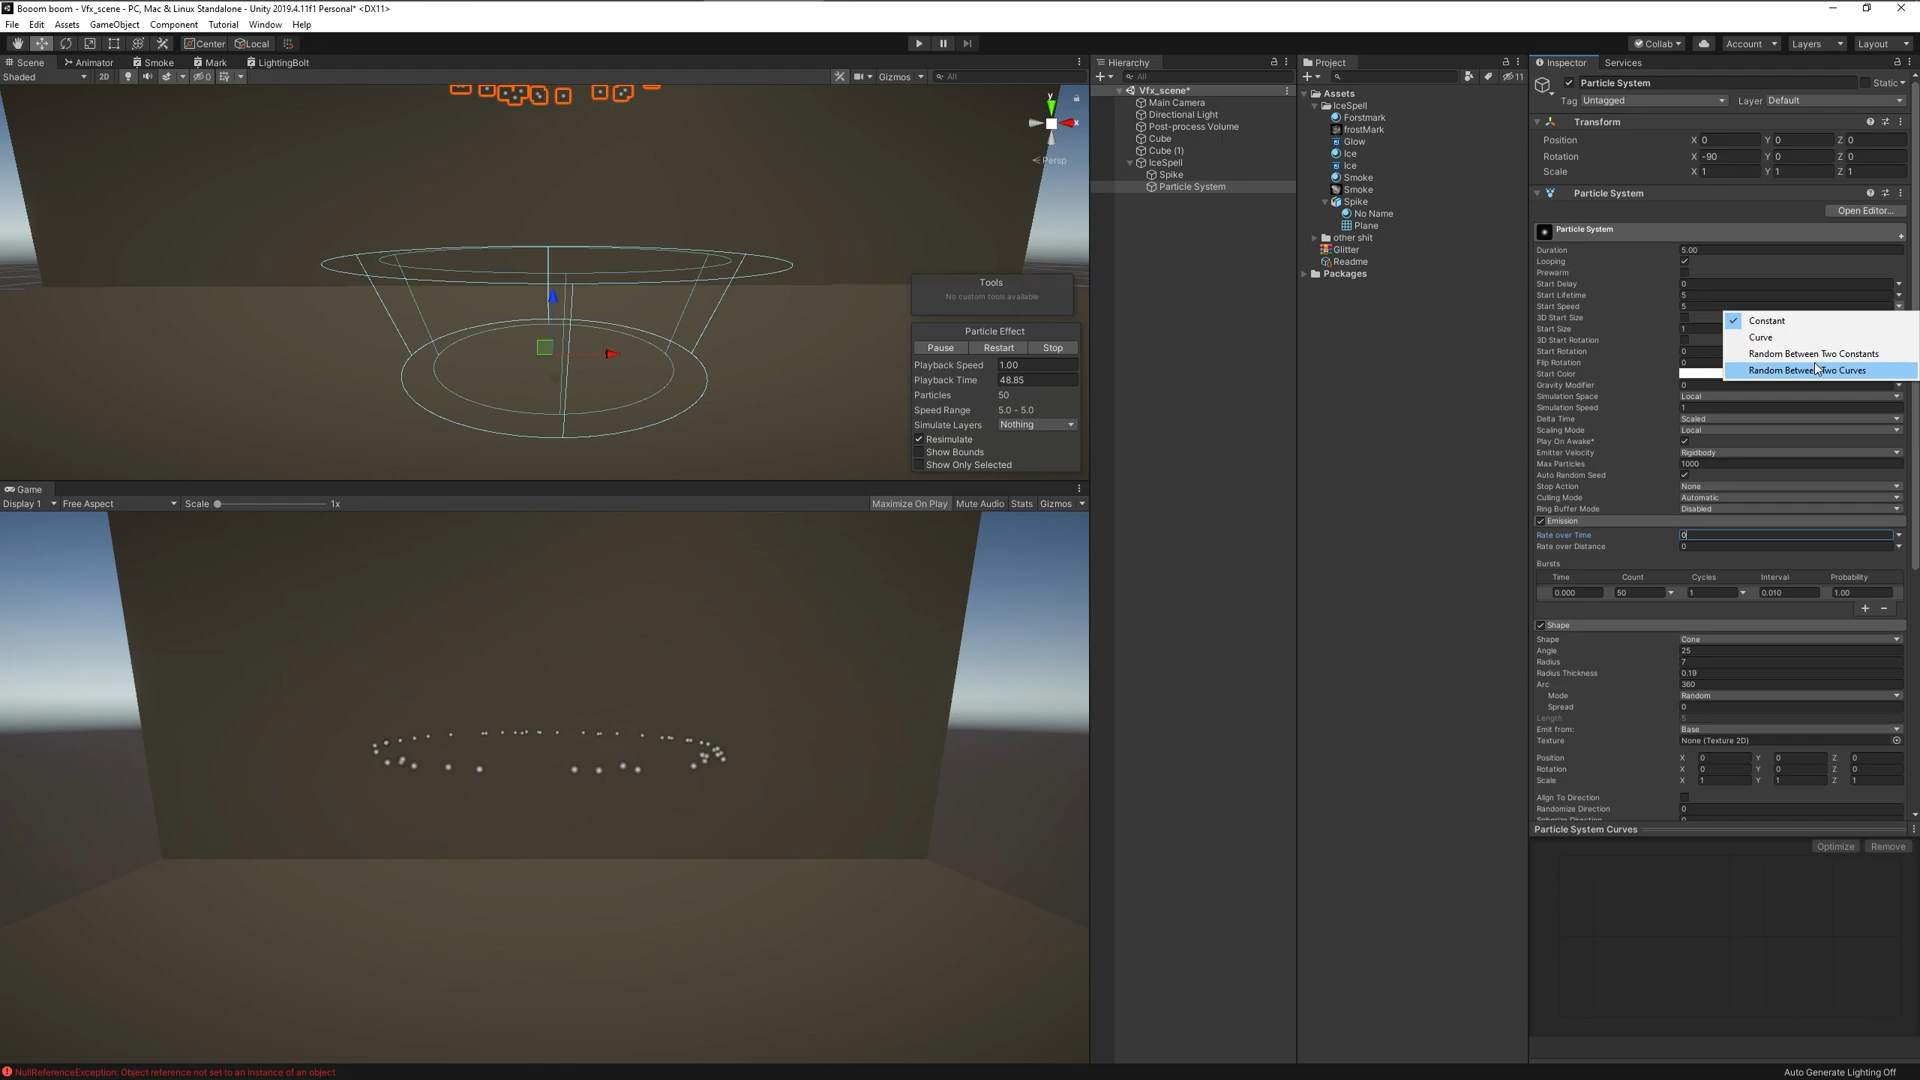 Booom boom - Vfx_scene - PC, Mac & Linux Standalone - Unity 2019.4.11f1 Personal* <DX11>
File Edit Assets GameObject Component Tutorial Window Help
Center Local Collab Account Layers Layout
Scene Animator Smoke Mark LightingBolt
Shaded 2D 0 Gizmos All
y
x
Persp
Tools
No custom tools available
Particle Effect
Pause Restart Stop
Playback Speed 1.00
Playback Time 48.85
Particles 50
Speed Range 5.0 - 5.0
Simulate Layers Nothing
Resimulate
Show Bounds
Show Only Selected
Game
Display 1 Free Aspect Scale 1x Maximize On Play Mute Audio Stats Gizmos
Hierarchy
All
Vfx_scene*
Main Camera
Directional Light
Post-process Volume
Cube
Cube (1)
IceSpell
Spike
Particle System
Project
11
Assets
IceSpell
Forstmark
frostMark
Glow
Ice
Ice
Smoke
Smoke
Spike
No Name
Plane
other shit
Glitter
Readme
Packages
Inspector Services
Particle System Static
Tag Untagged Layer Default
Transform
Position X 0 Y 0 Z 0
Rotation X -90 Y 0 Z 0
Scale X 1 Y 1 Z 1
Particle System
Open Editor...
Particle System
Duration 5.00
Looping
Prewarm
Start Delay 0
Start Lifetime 5
Start Speed 5
3D Start Size
Start Size 1
3D Start Rotation
Start Rotation 0
Flip Rotation 0
Start Color
Constant
Curve
Random Between Two Constants
Random Between Two Curves
Gravity Modifier 0
Simulation Space Local
Simulation Speed 1
Delta Time Scaled
Scaling Mode Local
Play On Awake*
Emitter Velocity Rigidbody
Max Particles 1000
Auto Random Seed
Stop Action None
Culling Mode Automatic
Ring Buffer Mode Disabled
Emission
Rate over Time 0
Rate over Distance 0
Bursts
Time Count Cycles Interval Probability
0.000 50 1 0.010 1.00
Shape
Shape Cone
Angle 25
Radius 7
Radius Thickness 0.19
Arc 360
Mode Random
Spread 0
Length 5
Emit from: Base
Texture None (Texture 2D)
Position X 0 Y 0 Z 0
Rotation X 0 Y 0 Z 0
Scale X 1 Y 1 Z 1
Align To Direction
Randomize Direction 0
Particle System Curves
Optimize Remove
NullReferenceException: Object reference not set to an instance of an object
Auto Generate Lighting Off